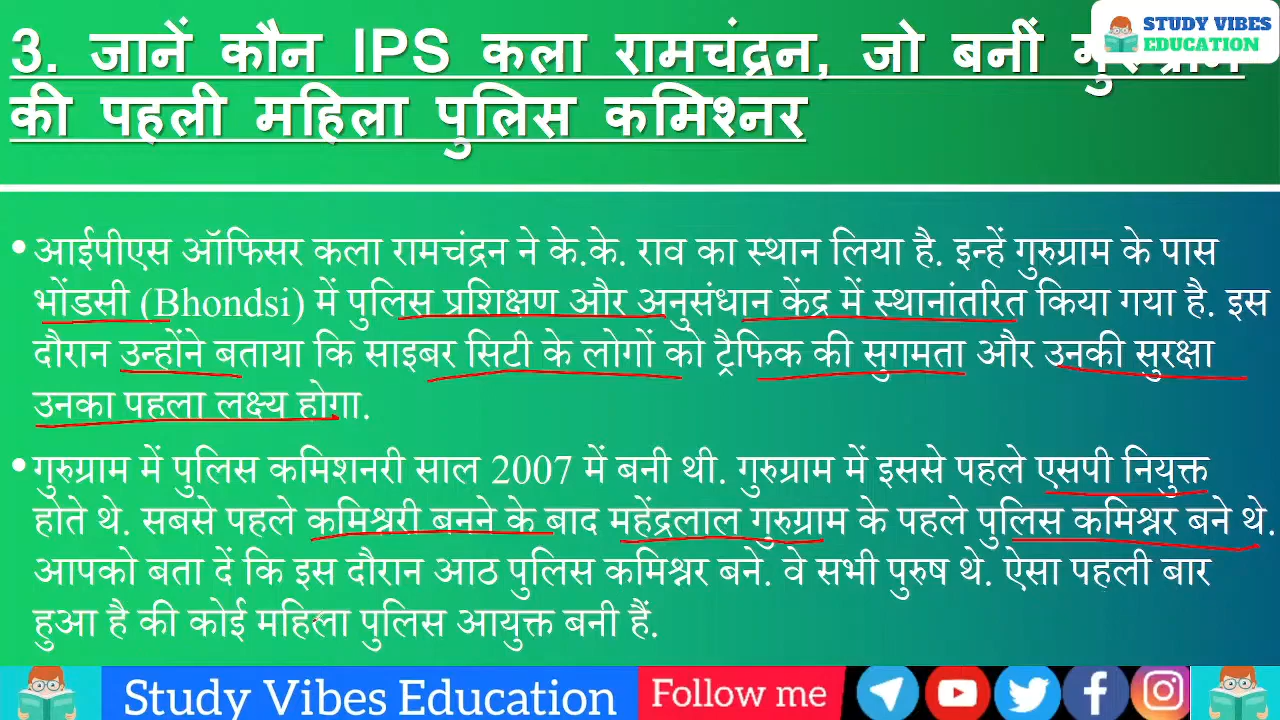 STUDY VIBES
EDUCATION
3. जानें कौन IPS कला रामचंद्रन, जो बनीं
की पहली महिला पुलिस कमिश्नर
• आईपीएस ऑफिसर कला रामचंद्रन ने के.के. राव का स्थान लिया है. इन्हें गुरुग्राम के पास
भोंडसी (Bhondsi) में पुलिस प्रशिक्षण और अनुसंधान केंद्र में स्थानांतरित किया गया है. इस
दौरान उन्होंने बताया कि साइबर सिटी के लोगों को ट्रैफिक की सुगमता और उनकी सुरक्षा
उनका पहला लक्ष्य होगा.
• गुरुग्राम में पुलिस कमिशनरी साल 2007 में बनी थी. गुरुग्राम में इससे पहले एसपी नियुक्त
होते थे. सबसे पहले कमिश्नरी बनने के बाद महेंद्रलाल गुरुग्राम के पहले पुलिस कमिश्नर बने थे.
आपको बता दें कि इस दौरान आठ पुलिस कमिश्नर बने. वे सभी पुरुष थे. ऐसा पहली बार
हुआ है की कोई महिला पुलिस आयुक्त बनी हैं.
Study Vibes Education Follow me